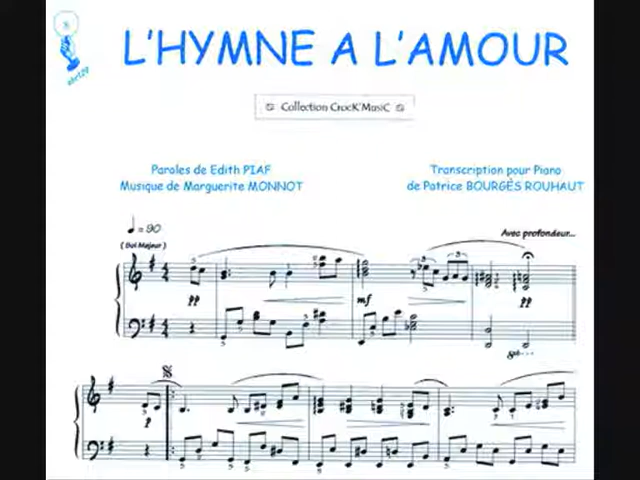 L'HYMNE A L'AMOUR
Collection CrocK'MusiC
Paroles de Edith PIAF
Musique de Marguerite MONNOT
Transcription pour Piano
de Patrice BOURGÈS ROUHAUT
= 90
(Sol Majeur)
Avec profondeur...
pp
mf
pp
8vb
p